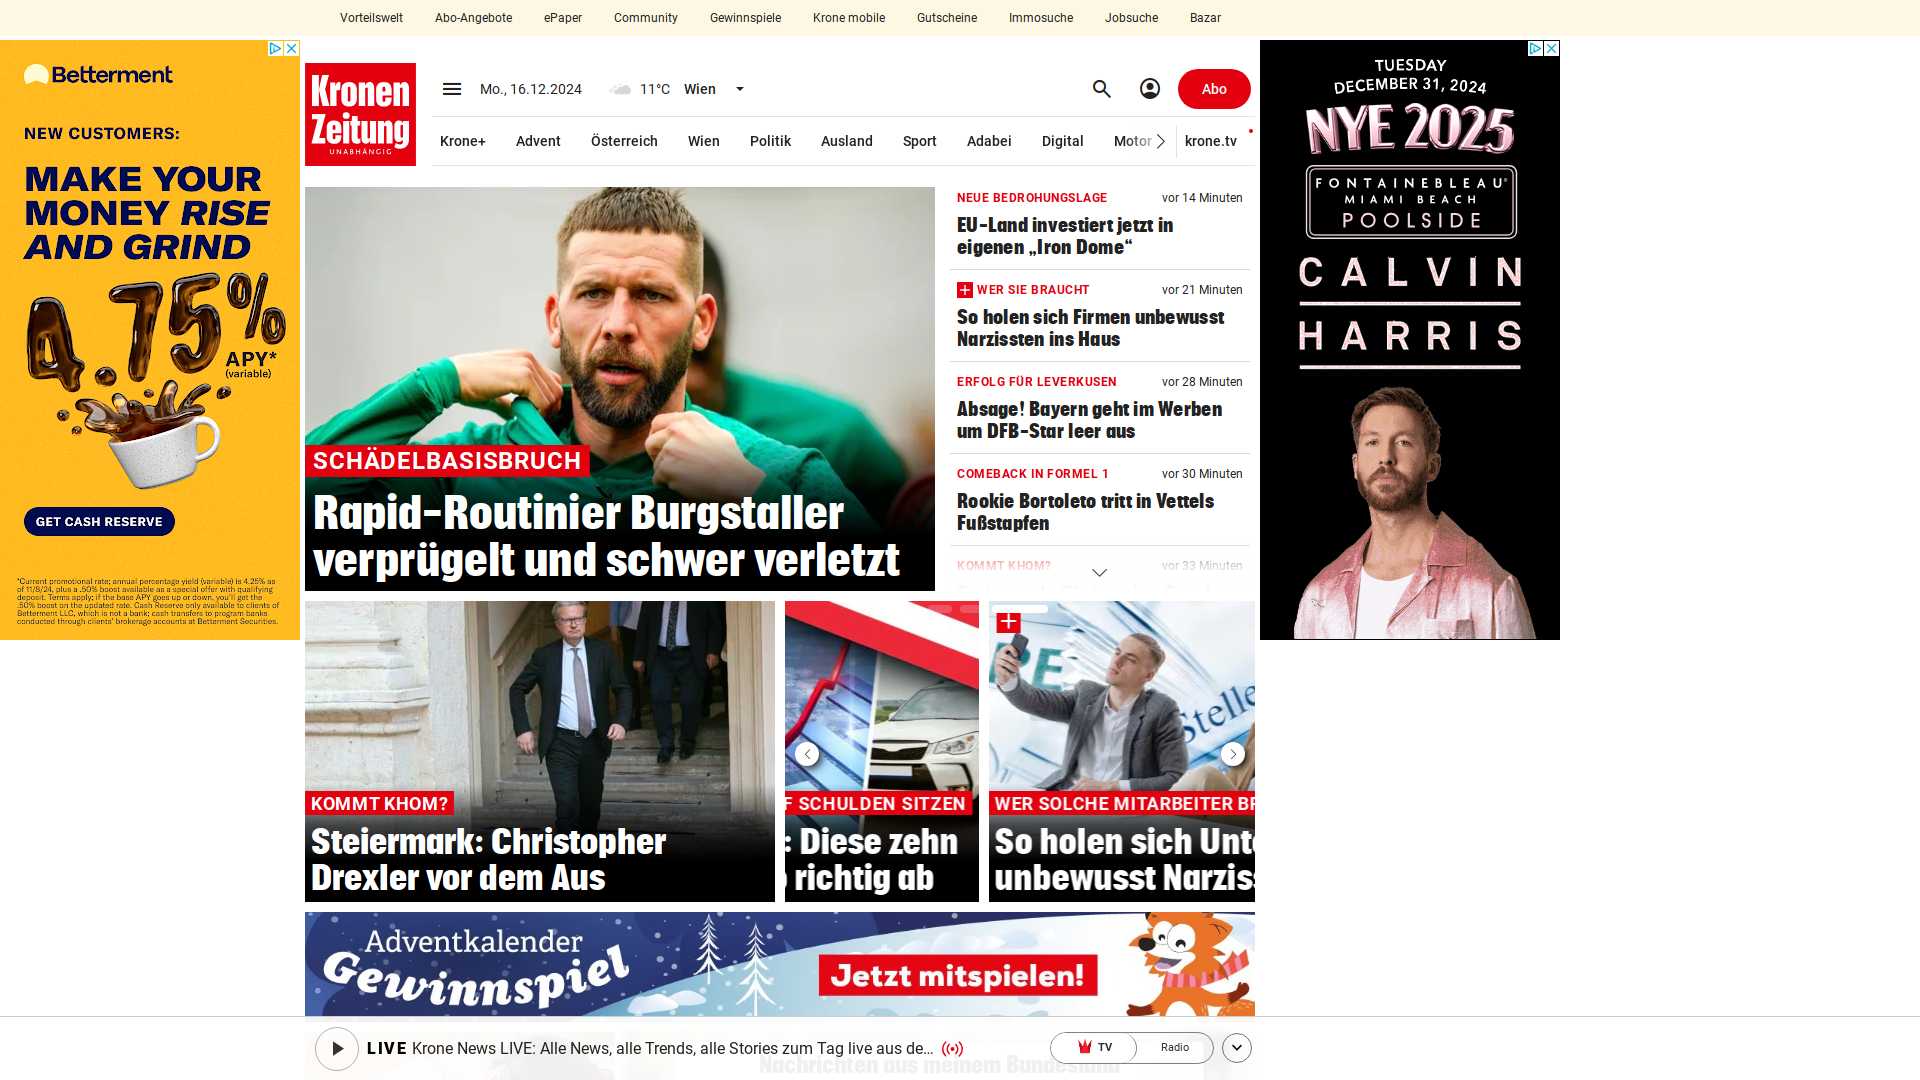 Vorteilswelt
Abo-Angebote
ePaper
Community
Gewinnspiele
Krone mobile
Gutscheine
Immosuche
Jobsuche
Bazar
Betterment
NEW CUSTOMERS:
MAKE YOUR
MONEY RISE
AND GRIND
4.75%
APY*
(variable)
GET CASH RESERVE
*Current promotional rate; annual percentage yield (variable) is 4.25% as
of 11/8/24, plus a .50% boost available as a special offer with qualifying
deposit. Terms apply; if the base APY goes up or down, you'll get the
.50% boost on the updated rate. Cash Reserve only available to clients of
Betterment LLC, which is not a bank; cash transfers to program banks
conducted through clients' brokerage accounts at Betterment Securities.
Kronen
Zeitung
UNABHÄNGIG
Mo., 16.12.2024
11°C
Wien
Abo
Krone+
Advent
Österreich
Wien
Politik
Ausland
Sport
Adabei
Digital
Motor
krone.tv
SCHÄDELBASISBRUCH
Rapid-Routinier Burgstaller
verprügelt und schwer verletzt
NEUE BEDROHUNGSLAGE
vor 14 Minuten
EU-Land investiert jetzt in
eigenen „Iron Dome“
WER SIE BRAUCHT
vor 21 Minuten
So holen sich Firmen unbewusst
Narzissten ins Haus
ERFOLG FÜR LEVERKUSEN
vor 28 Minuten
Absage! Bayern geht im Werben
um DFB-Star leer aus
COMEBACK IN FORMEL 1
vor 30 Minuten
Rookie Bortoleto tritt in Vettels
Fußstapfen
KOMMT KHOM?
vor 33 Minuten
KOMMT KHOM?
Steiermark: Christopher
Drexler vor dem Aus
F SCHULDEN SITZEN
: Diese zehn
richtig ab
Stelle
WER SOLCHE MITARBEITER BR
So holen sich Unte
unbewusst Narziss
Adventkalender
Gewinnspiel
Jetzt mitspielen!
LIVE Krone News LIVE: Alle News, alle Trends, alle Stories zum Tag live aus de...
TV
Radio
Nachrichten aus meinem Bundesland
TUESDAY
DECEMBER 31, 2024
NYE 2025
FONTAINEBLEAU
MIAMI BEACH
POOLSIDE
CALVIN
HARRIS